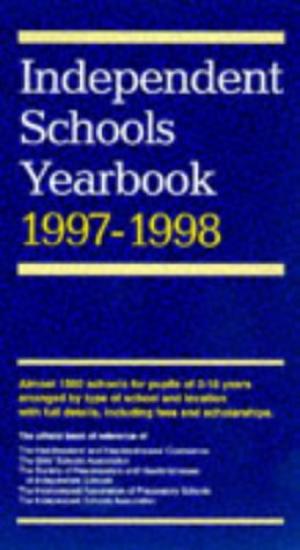 Independent
Schools
Yearbook
1997-1998
Almost 1500 schools for pupils of 2-18 years
arranged by type of school and location
with full details, including fees and scholarships.
The official book of reference of
The Headmasters' and Headmistresses' Conference
The Girls' Schools Association
The Society of Headmasters and Headmistresses
of Independent Schools
The Incorporated Association of Preparatory Schools
The Independent Schools Association